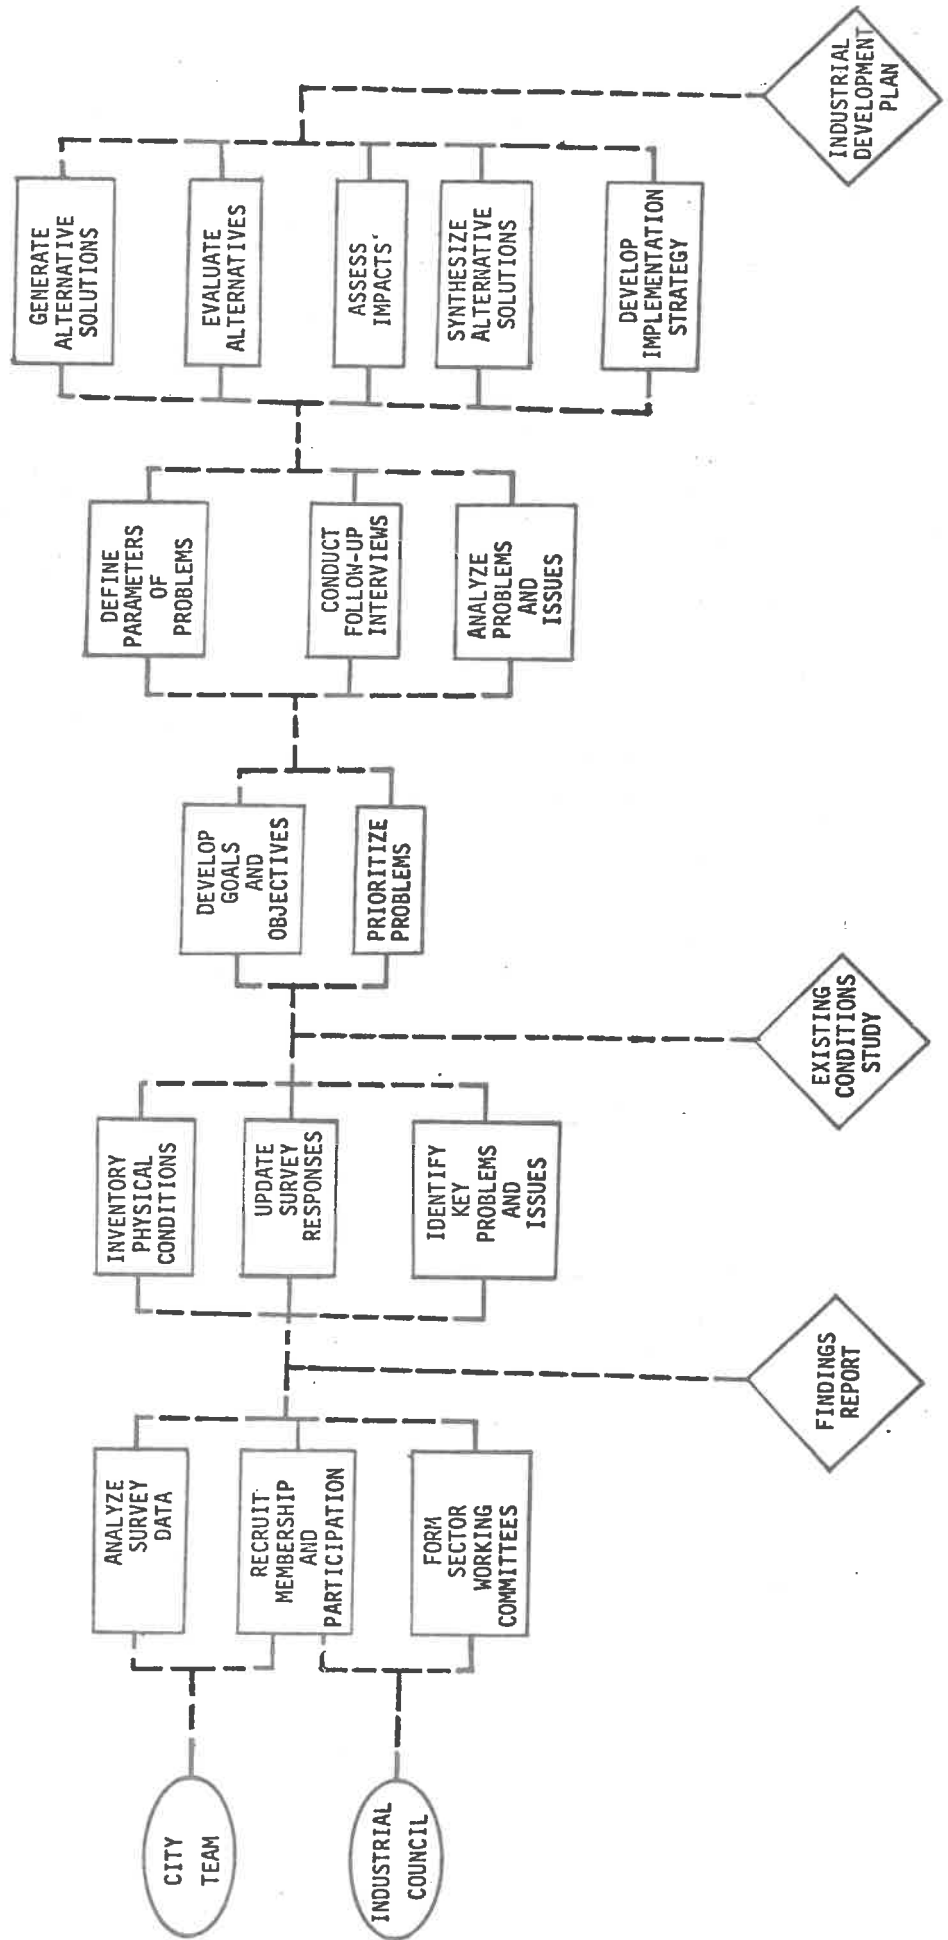 CITY
TEAM
INDUSTRIAL
COUNCIL
ANALYZE
SURVEY
DATA
RECRUIT
MEMBERSHIP
AND
PARTICIPATION
FORM
SECTOR
WORKING
COMMITTEES
FINDINGS
REPORT
INVENTORY
PHYSICAL
CONDITIONS
UPDATE
SURVEY
RESPONSES
IDENTIFY
KEY
PROBLEMS
AND
ISSUES
EXISTING
CONDITIONS
STUDY
DEVELOP
GOALS
AND
OBJECTIVES
PRIORITIZE
PROBLEMS
DEFINE
PARAMETERS
OF
PROBLEMS
CONDUCT
FOLLOW-UP
INTERVIEWS
ANALYZE
PROBLEMS
AND
ISSUES
GENERATE
ALTERNATIVE
SOLUTIONS
EVALUATE
ALTERNATIVES
ASSESS
IMPACTS
SYNTHESIZE
ALTERNATIVE
SOLUTIONS
DEVELOP
IMPLEMENTATION
STRATEGY
INDUSTRIAL
DEVELOPMENT
PLAN